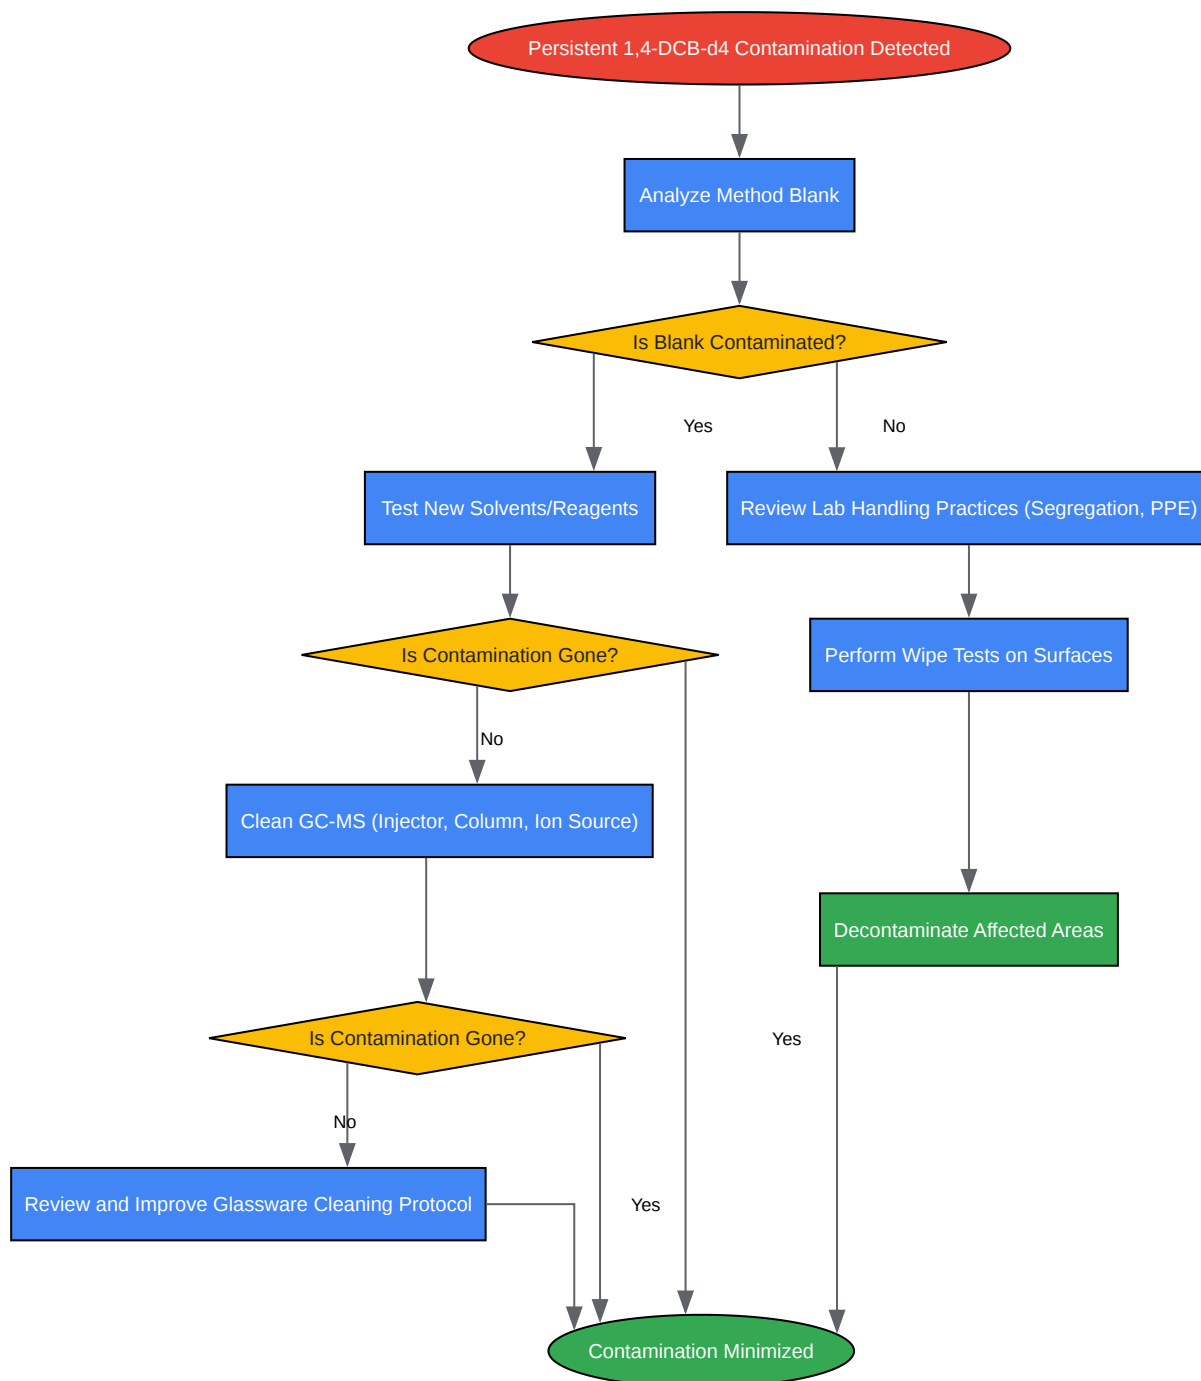 Persistent 1,4-DCB-d4 Contamination Detected
Analyze Method Blank
Is Blank Contaminated?
Yes
No
Test New Solvents/Reagents
Review Lab Handling Practices (Segregation, PPE)
Is Contamination Gone?
Perform Wipe Tests on Surfaces
No
Clean GC-MS (Injector, Column, Ion Source)
Decontaminate Affected Areas
Is Contamination Gone?
Yes
No
Review and Improve Glassware Cleaning Protocol
Yes
Contamination Minimized